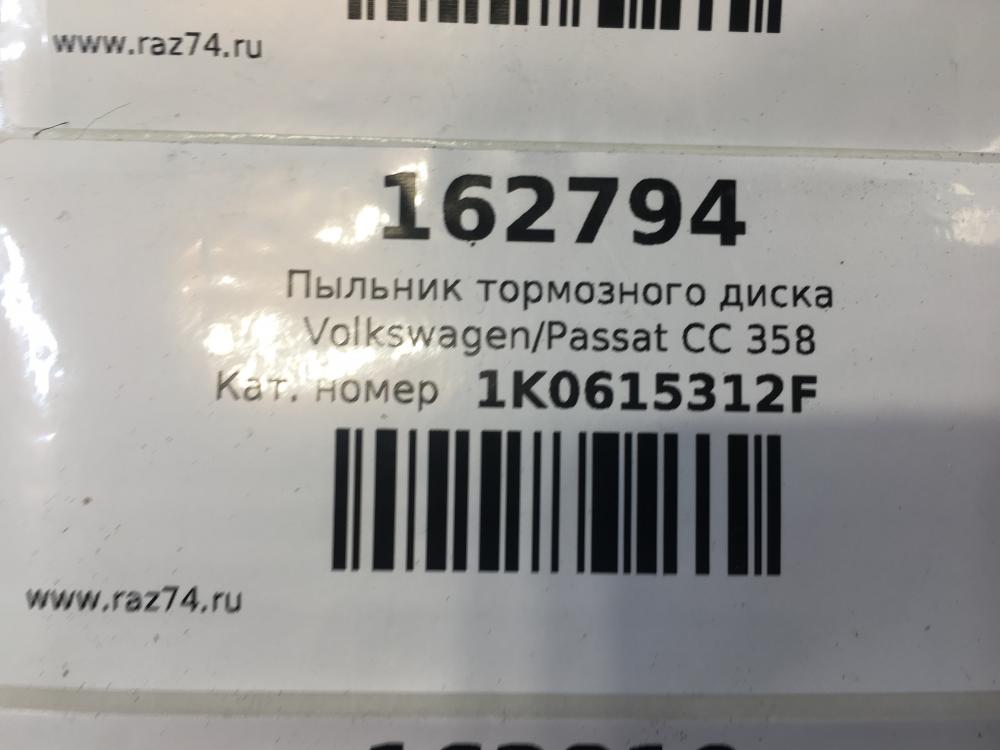 www.raz74.ru
162794
Пыльник тормозного диска
Volkswagen/Passat CC 358
Кат. номер 1K0615312F
www.raz74.ru